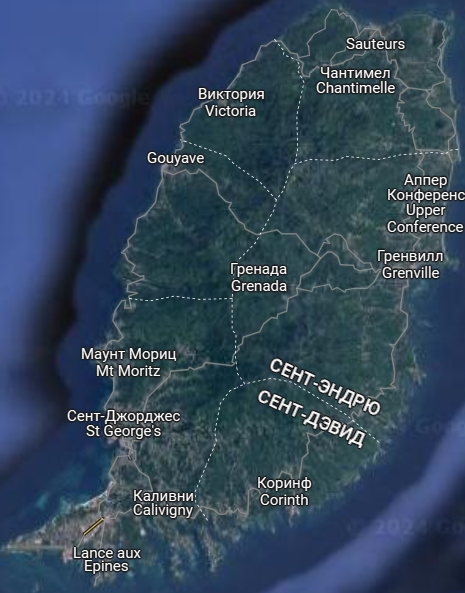 Sauteurs
Чантимел
Chantimelle
Виктория
Victoria
Gouyave
Аппер
Конференс
Upper
Conference
Гренвилл
Grenville
Гренада
Grenada
Маунт Мориц
Mt Moritz
СЕНТ-ЭНДРЮ
СЕНТ-ДЭВИД
Сент-Джорджес
St George's
Коринф
Corinth
Каливни
Calivigny
Lance aux
Epines
© 2024 Google
© 2024 Go